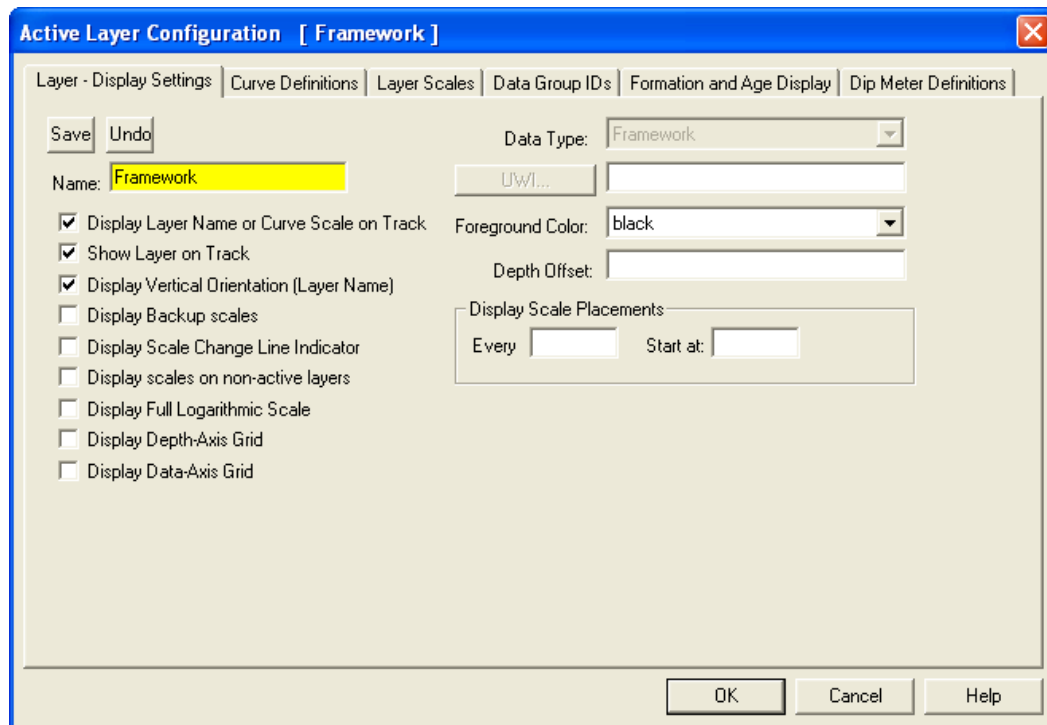 Active Layer Configuration [ Framework ]
Layer - Display Settings Curve Definitions Layer Scales Data Group IDs Formation and Age Display Dip Meter Definitions
Save Undo
Name: Framework
Display Layer Name or Curve Scale on Track
Show Layer on Track
Display Vertical Orientation (Layer Name)
Display Backup scales
Display Scale Change Line Indicator
Display scales on non-active layers
Display Full Logarithmic Scale
Display Depth-Axis Grid
Display Data-Axis Grid
Data Type: Framework
UWI...
Foreground Color: black
Depth Offset:
Display Scale Placements
Every Start at:
OK Cancel Help